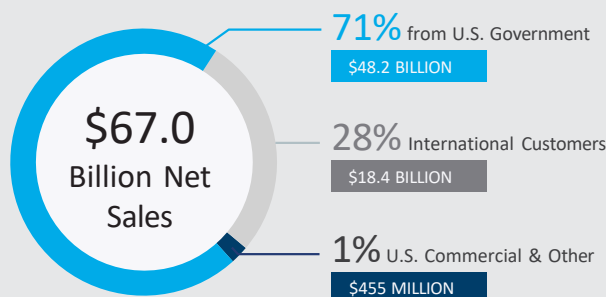 $67.0
Billion Net
Sales
71% from U.S. Government
$48.2 BILLION
28% International Customers
$18.4 BILLION
1% U.S. Commercial & Other
$455 MILLION